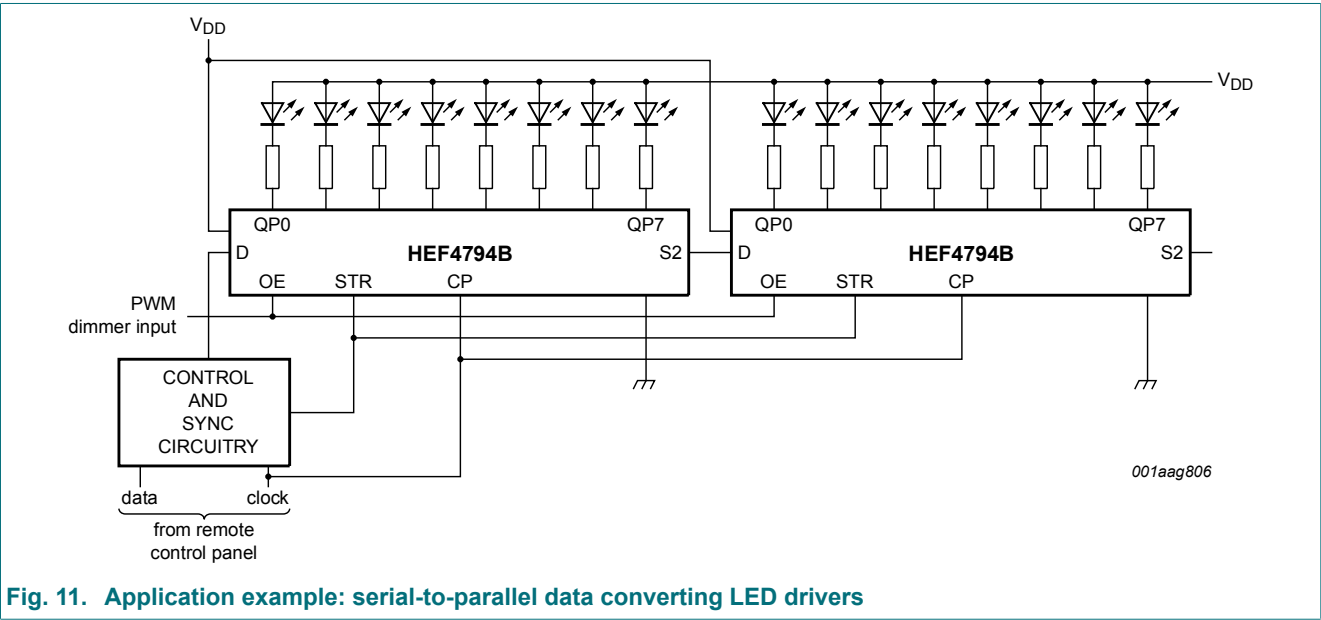 VDD
VDD
QP0
QP7
D
HEF4794B
S2
OE
STR
CP
QP0
QP7
D
HEF4794B
S2
OE
STR
CP
PWM
dimmer input
CONTROL
AND
SYNC
CIRCUITRY
data
clock
from remote
control panel
001aag806
Fig. 11. Application example: serial-to-parallel data converting LED drivers